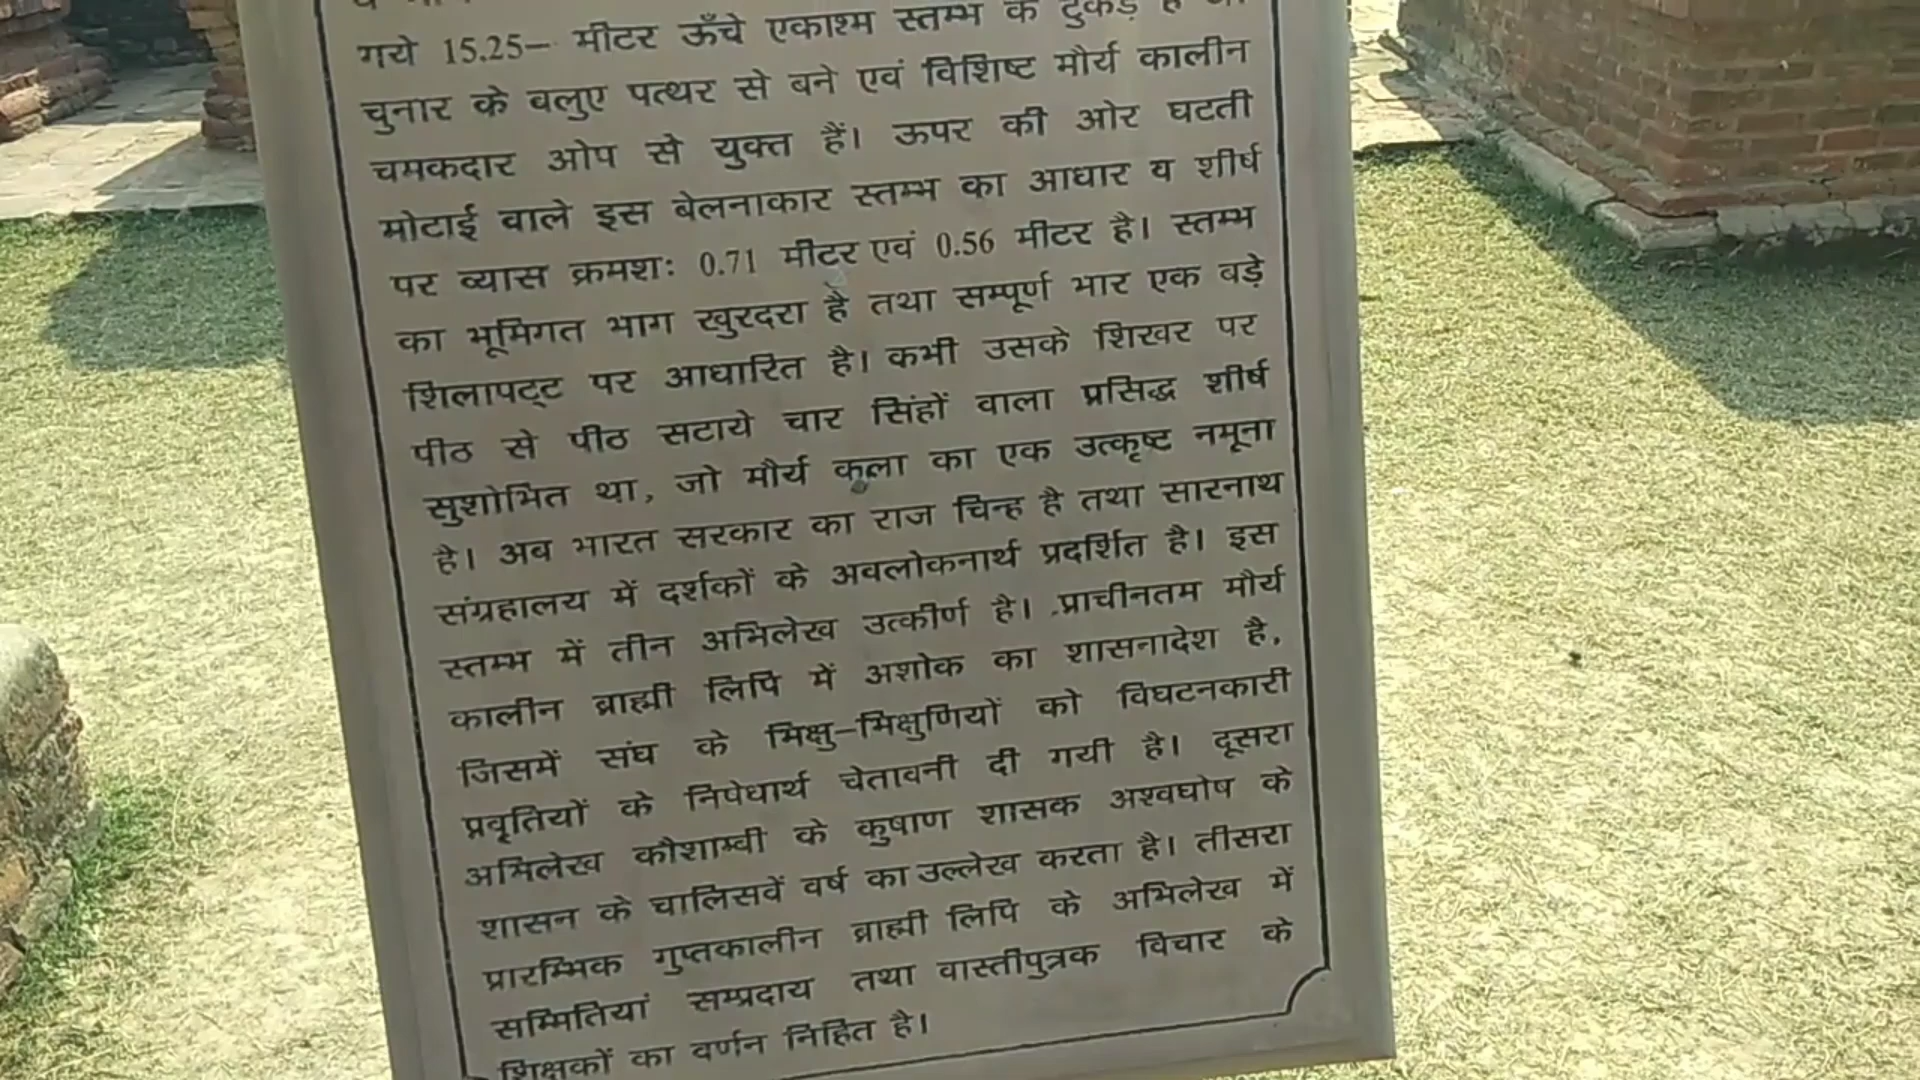 गये 15.25– मीटर ऊँचे एकाश्म स्तम्भ के टुकड़े हैं
चुनार के बलुए पत्थर से बने एवं विशिष्ट मौर्य कालीन
चमकदार ओप से युक्त हैं। ऊपर की ओर घटती
मोटाई वाले इस बेलनाकार स्तम्भ का आधार व शीर्ष
पर व्यास क्रमशः 0.71 मीटर एवं 0.56 मीटर है। स्तम्भ
का भूमिगत भाग खुरदरा है तथा सम्पूर्ण भार एक बड़े
शिलापट्ट पर आधारित है। कभी उसके शिखर पर
पीठ से पीठ सटाये चार सिंहों वाला प्रसिद्ध शीर्ष
सुशोभित था, जो मौर्य कला का एक उत्कृष्ट नमूना
है। अब भारत सरकार का राज चिन्ह है तथा सारनाथ
संग्रहालय में दर्शकों के अवलोकनार्थ प्रदर्शित है। इस
स्तम्भ में तीन अभिलेख उत्कीर्ण है। प्राचीनतम मौर्य
कालीन ब्राह्मी लिपि में अशोक का शासनादेश है,
जिसमें संघ के भिक्षु–भिक्षुणियों को विघटनकारी
प्रवृतियों के निषेधार्थ चेतावनी दी गयी है। दूसरा
अभिलेख कौशाम्बी के कुषाण शासक अश्वघोष के
शासन के चालिसवें वर्ष का उल्लेख करता है। तीसरा
प्रारम्भिक गुप्तकालीन ब्राह्मी लिपि के अभिलेख में
सम्मितियां सम्प्रदाय तथा वास्तीपुत्रक विचार के
शिक्षकों का वर्णन निहित है।